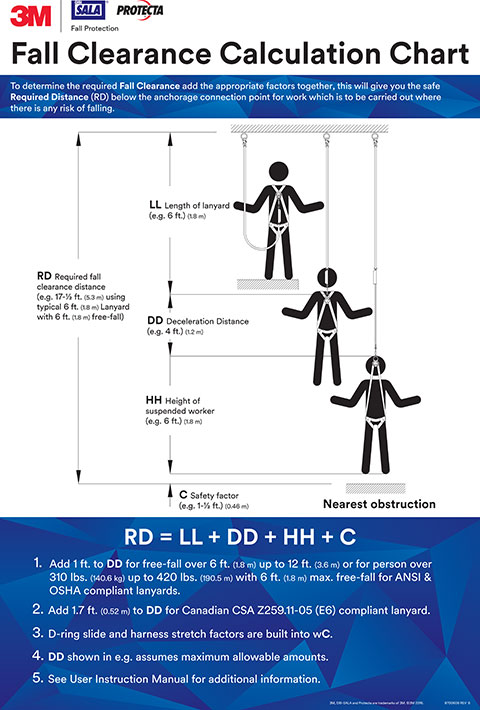 3M
DBI
SALA
PROTECTA
Fall Protection
Fall Clearance Calculation Chart
To determine the required Fall Clearance add the appropriate factors together, this will give you the safe
Required Distance (RD) below the anchorage connection point for work which is to be carried out where
there is any risk of falling.
LL Length of lanyard
(e.g. 6 ft.) (1.8 m)
RD Required fall
clearance distance
(e.g. 17-½ ft. (5.3 m) using
typical 6 ft. (1.8 m) Lanyard
with 6 ft. (1.8 m) free-fall)
DD Deceleration Distance
(e.g. 4 ft.) (1.2 m)
HH Height of
suspended worker
(e.g. 6 ft.) (1.8 m)
C Safety factor
(e.g. 1-½ ft.) (0.46 m)
Nearest obstruction
RD = LL + DD + HH + C
1. Add 1 ft. to DD for free-fall over 6 ft. (1.8 m) up to 12 ft. (3.6 m) or for person over
310 lbs. (140.6 kg) up to 420 lbs. (190.5 m) with 6 ft. (1.8 m) max. free-fall for ANSI &
OSHA compliant lanyards.
2. Add 1.7 ft. (0.52 m) to DD for Canadian CSA Z259.11-05 (E6) compliant lanyard.
3. D-ring slide and harness stretch factors are built into wC.
4. DD shown in e.g. assumes maximum allowable amounts.
5. See User Instruction Manual for additional information.